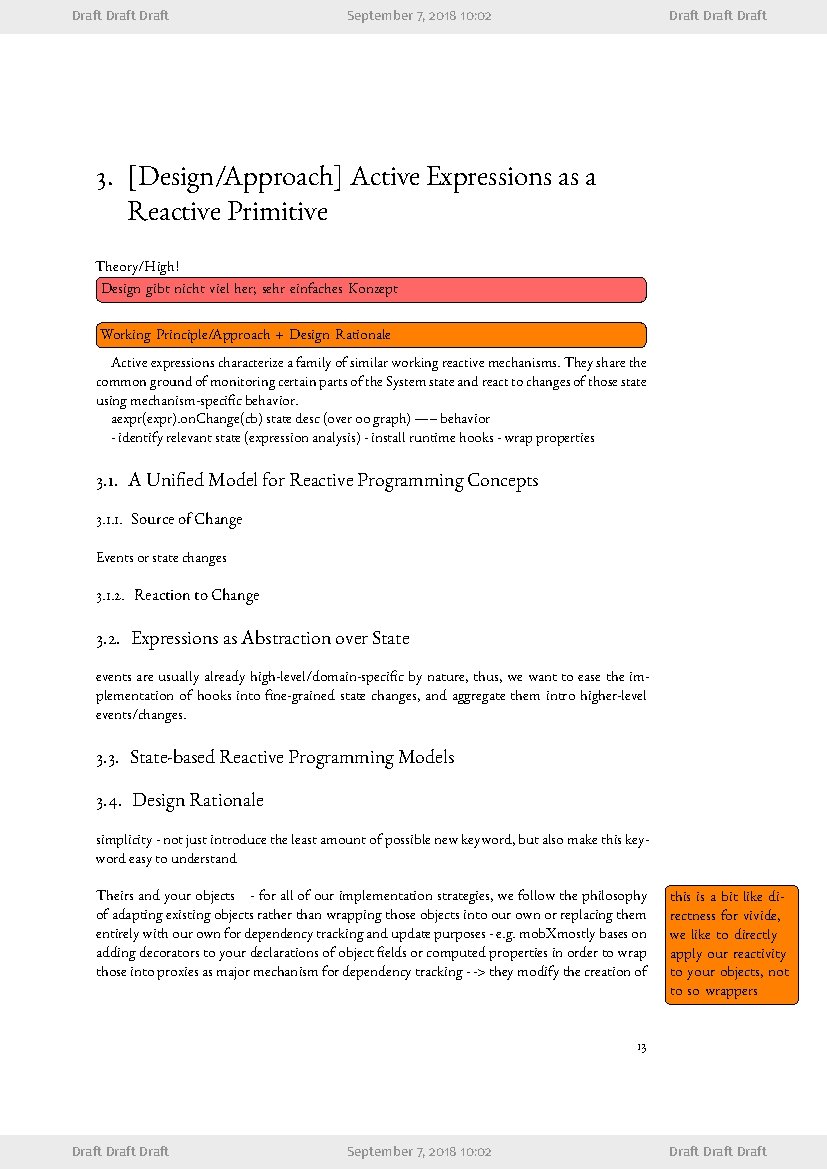 Draft Draft Draft September 7, 2018 10:02 Draft Draft Draft
3. [Design/Approach] Active Expressions as a
Reactive Primitive
Theory/High!
Design gibt nicht viel her; sehr einfaches Konzept
Working Principle/Approach + Design Rationale
Active expressions characterize a family of similar working reactive mechanisms. They share the
common ground of monitoring certain parts of the System state and react to changes of those state
using mechanism-specific behavior.
aexpr(expr).onChange(cb) state desc (over oo graph) —-– behavior
- identify relevant state (expression analysis) - install runtime hooks - wrap properties
3.1. A Unified Model for Reactive Programming Concepts
3.1.1. Source of Change
Events or state changes
3.1.2. Reaction to Change
3.2. Expressions as Abstraction over State
events are usually already high-level/domain-specific by nature, thus, we want to ease the im-
plementation of hooks into fine-grained state changes, and aggregate them intro higher-level
events/changes.
3.3. State-based Reactive Programming Models
3.4. Design Rationale
simplicity - not just introduce the least amount of possible new keyword, but also make this key-
word easy to understand
Theirs and your objects - for all of our implementation strategies, we follow the philosophy
of adapting existing objects rather than wrapping those objects into our own or replacing them
entirely with our own for dependency tracking and update purposes - e.g. mobXmostly bases on
adding decorators to your declarations of object fields or computed properties in order to wrap
those into proxies as major mechanism for dependency tracking - -> they modify the creation of
this is a bit like di-
rectness for vivide,
we like to directly
apply our reactivity
to your objects, not
to so wrappers
13
Draft Draft Draft September 7, 2018 10:02 Draft Draft Draft